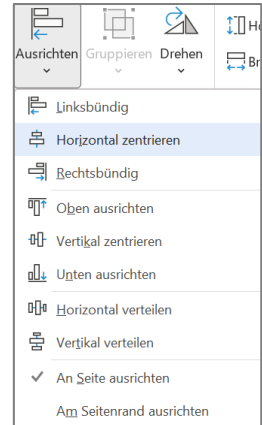 Ausrichten Gruppieren Drehen
Linksbündig
Horizontal zentrieren
Rechtsbündig
Oben ausrichten
Vertikal zentrieren
Unten ausrichten
Horizontal verteilen
Vertikal verteilen
An Seite ausrichten
Am Seitenrand ausrichten